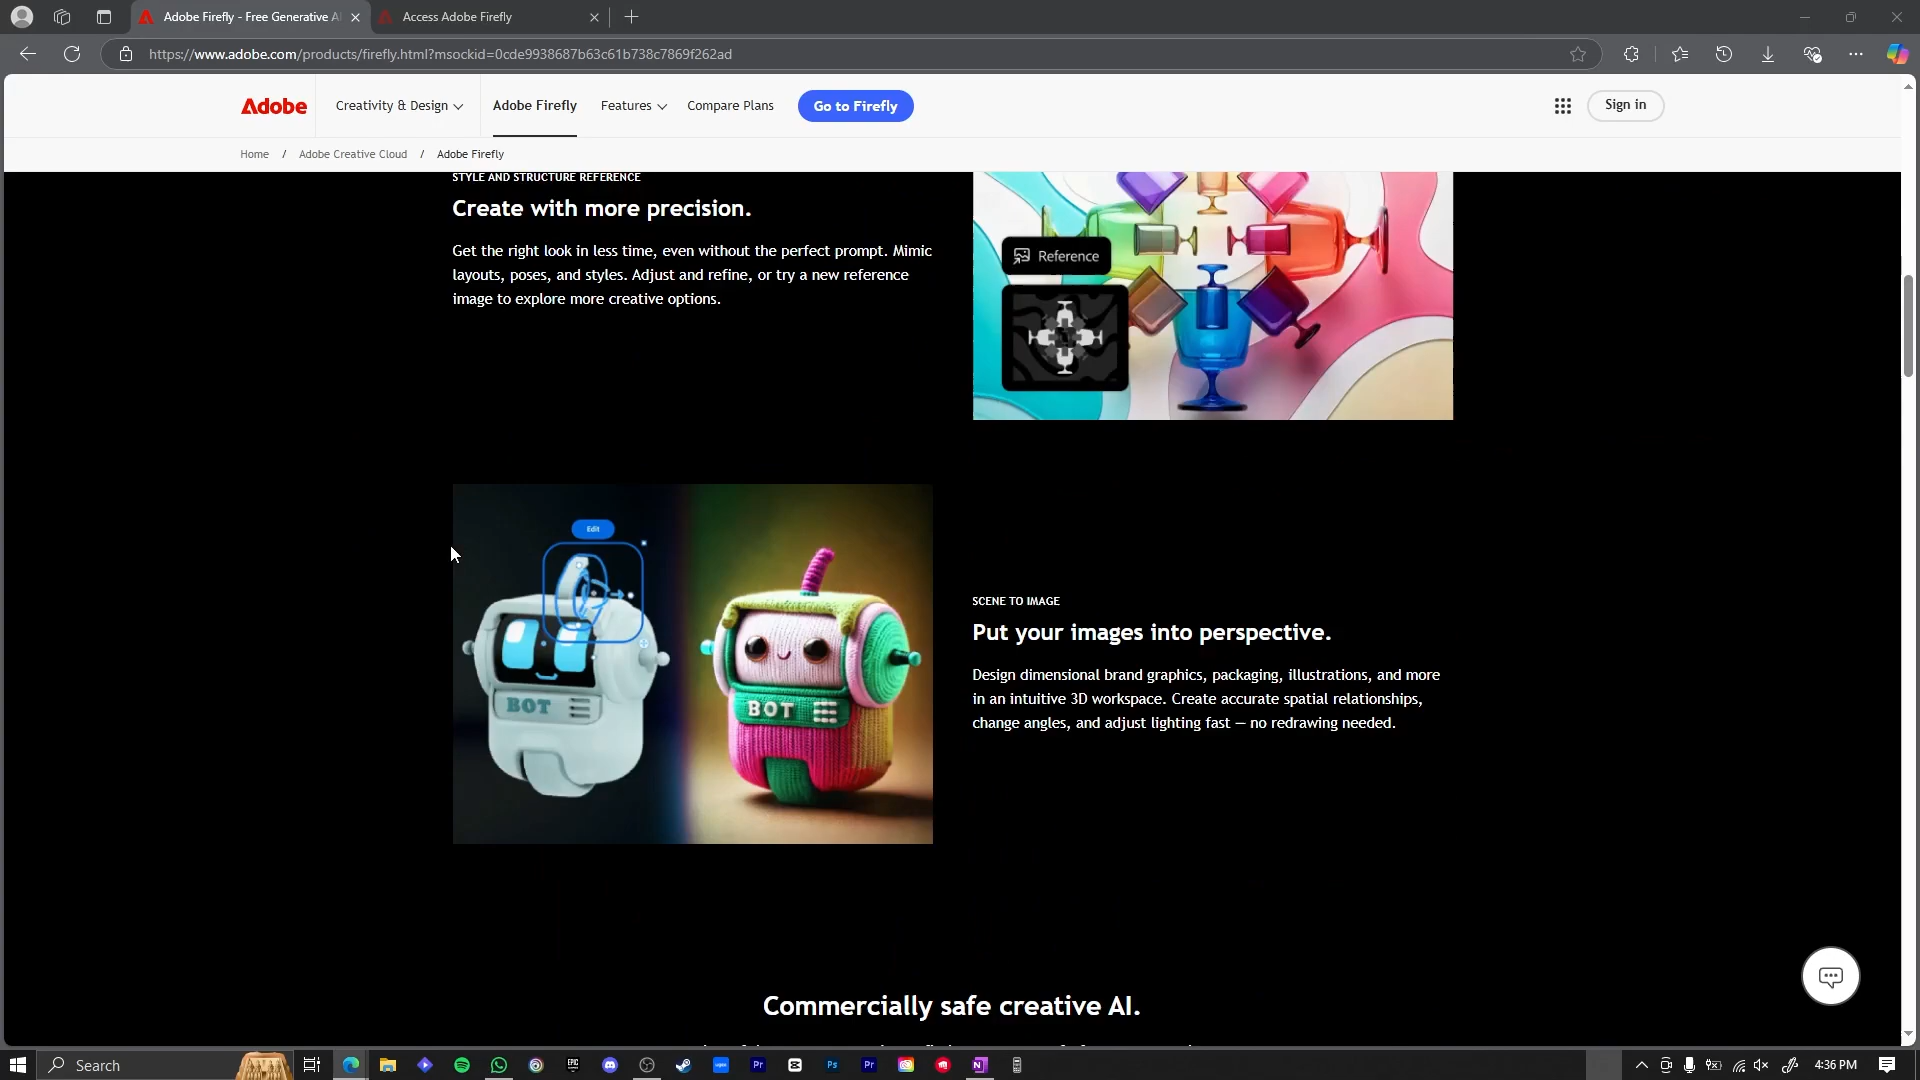 Adobe Firefly - Free Generative AI
Access Adobe Firefly
https://www.adobe.com/products/firefly.html?msockid=0cde9938687b63c61b738c7869f262ad
Adobe
Creativity & Design
Adobe Firefly
Features
Compare Plans
Go to Firefly
Sign in
Home / Adobe Creative Cloud / Adobe Firefly
STYLE AND STRUCTURE REFERENCE
Create with more precision.
Get the right look in less time, even without the perfect prompt. Mimic
layouts, poses, and styles. Adjust and refine, or try a new reference
image to explore more creative options.
Reference
Edit
BOT
BOT
SCENE TO IMAGE
Put your images into perspective.
Design dimensional brand graphics, packaging, illustrations, and more
in an intuitive 3D workspace. Create accurate spatial relationships,
change angles, and adjust lighting fast — no redrawing needed.
Commercially safe creative AI.
Search
EPIC
Pr
Ps
Pr
N
4:36 PM